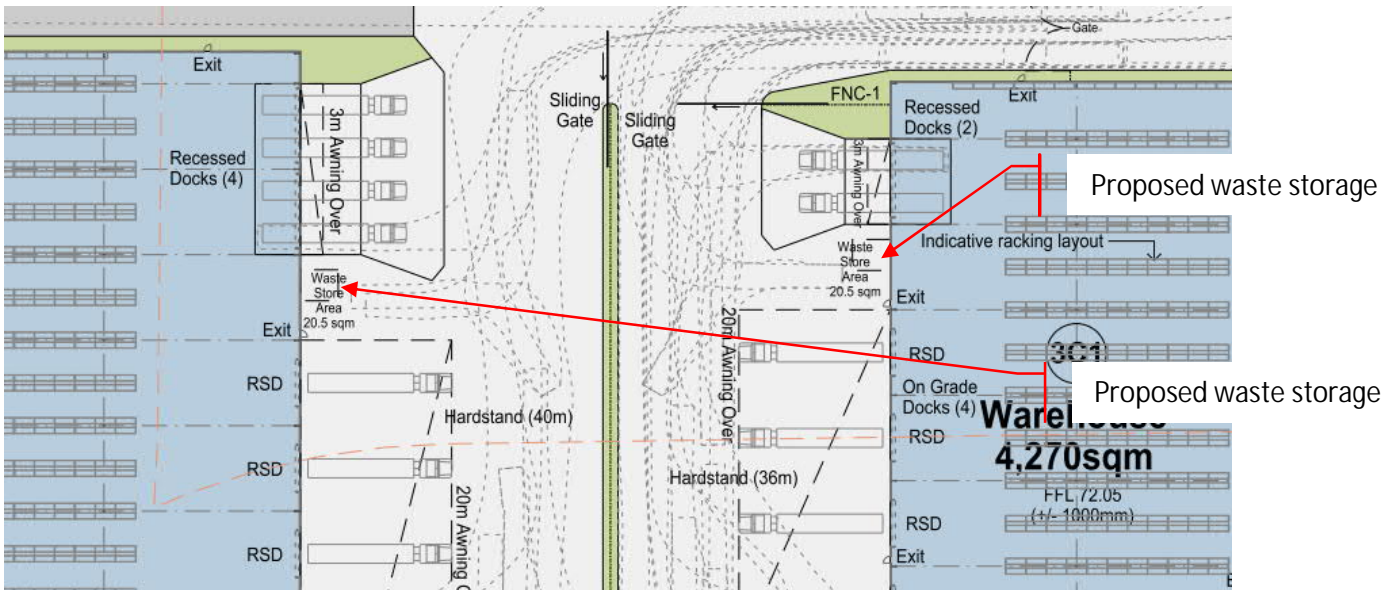 Exit
Recessed
Docks (4)
3m Awning Over
Waste
Store
Area
20.5 sqm
Exit
RSD
RSD
RSD
Hardstand (40m)
20m Awning O
Sliding
Gate
Sliding
Gate
Gate
FNC-1
Recessed
Docks (2)
Exit
3m Awning Over
Proposed waste storage
Indicative racking layout
Waste
Store
Area
20.5 sqm
Exit
20m Awning Over
RSD
3C1
On Grade
Docks (4)
Proposed waste storage
Warehouse
RSD
4,270sqm
Hardstand (36m)
FFL 72.05
(+/- 1000mm)
RSD
Exit